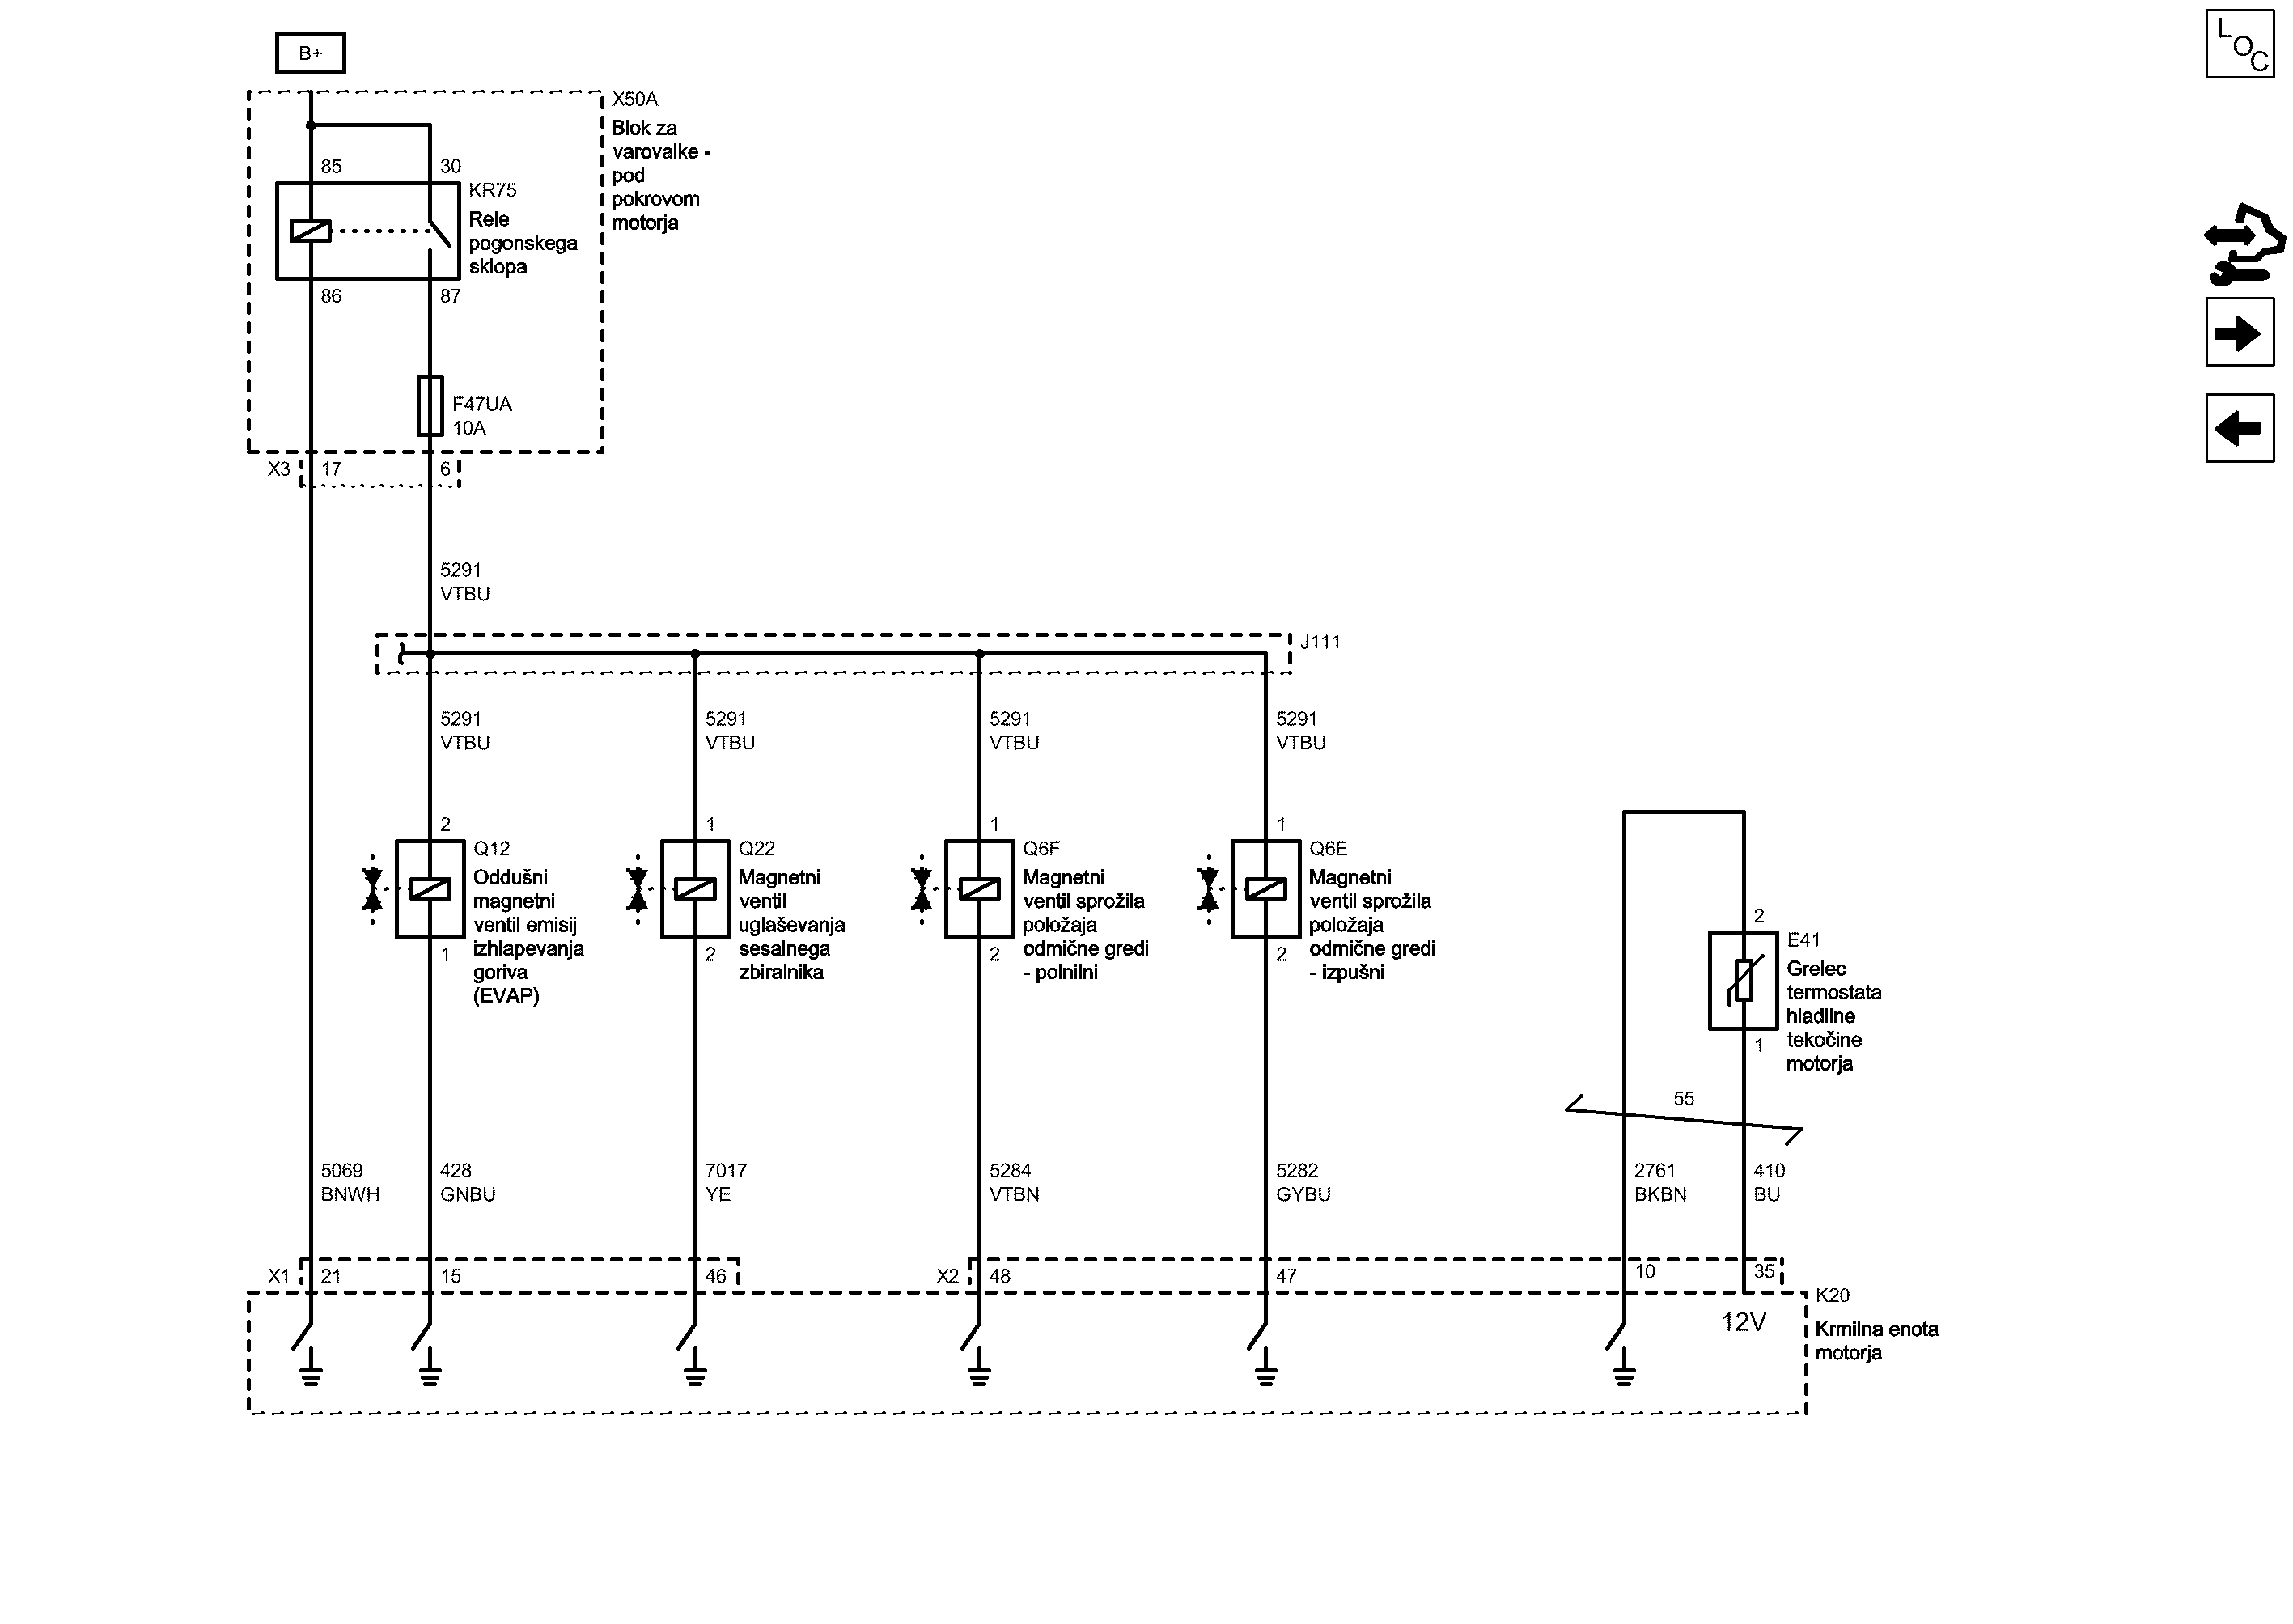 B+
L
O
C
X50A
Blok za
varovalke -
pod
pokrovom
motorja
85
30
KR75
Rele
pogonskega
sklopa
86
87
F47UA
10A
X3
17
6
5291
VTBU
J111
5291
VTBU
5291
VTBU
5291
VTBU
5291
VTBU
2
Q12
Oddušni
magnetni
ventil emisij
izhlapevanja
goriva
(EVAP)
1
1
Q22
Magnetni
ventil
uglaševanja
sesalnega
zbiralnika
2
1
Q6F
Magnetni
ventil sprožila
položaja
odmične gredi
- polnilni
2
1
Q6E
Magnetni
ventil sprožila
položaja
odmične gredi
- izpušni
2
2
E41
Grelec
termostata
hladilne
tekočine
motorja
1
55
5069
BNWH
428
GNBU
7017
YE
5284
VTBN
5282
GYBU
2761
BKBN
410
BU
X1
21
15
46
X2
48
47
10
35
K20
Krmilna enota
motorja
12V